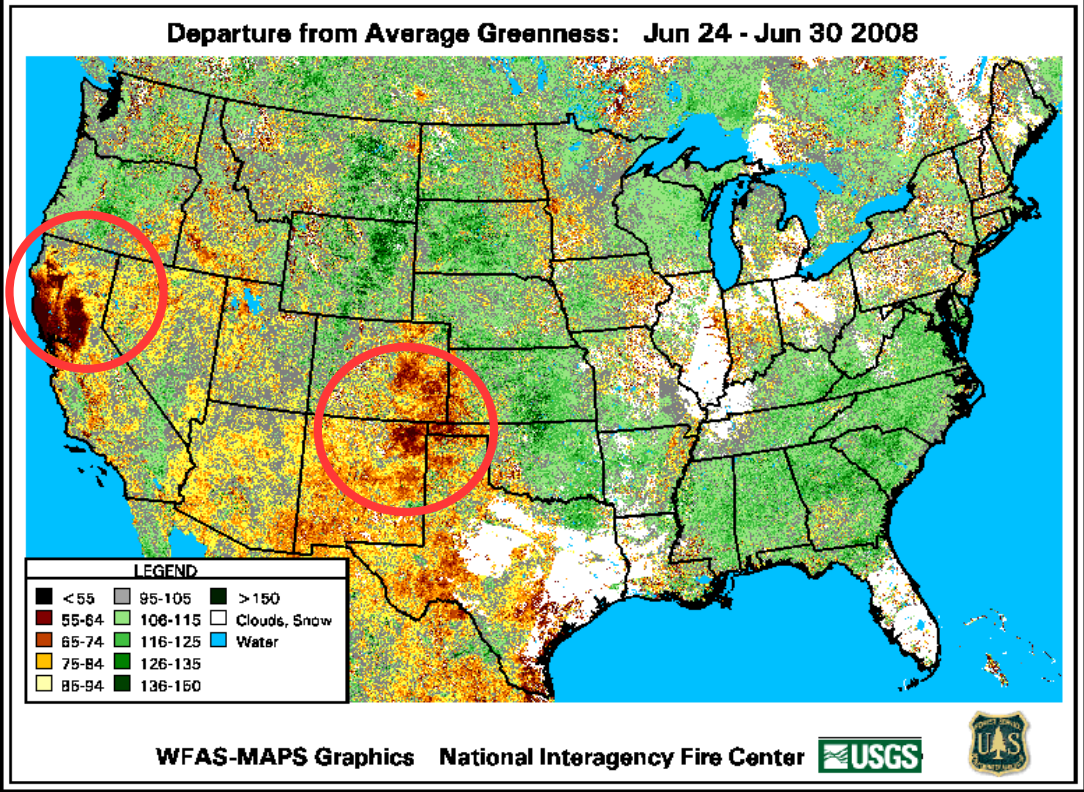 Departure from Average Greenness: Jun 24 - Jun 30 2008
LEGEND
<55
55-64
65-74
75-84
85-94
95-105
106-115
116-125
126-135
136-150
>150
Clouds, Snow
Water
WFAS-MAPS Graphics National Interagency Fire Center
USGS
FOREST SERVICE
U S